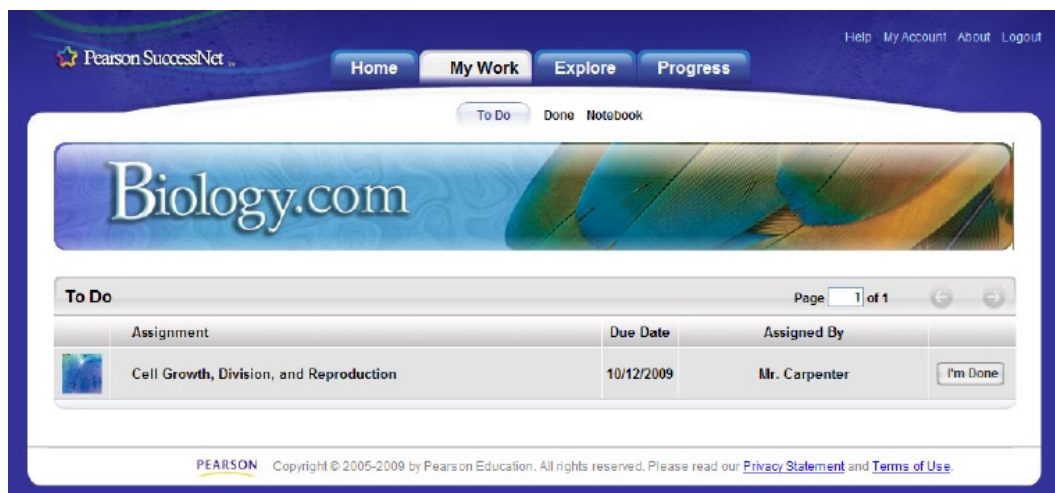 Help My Account About Logout
Pearson SuccessNet ™
Home My Work Explore Progress
To Do Done Notebook
Biology.com
To Do Page 1 of 1
Assignment Due Date Assigned By
Cell Growth, Division, and Reproduction 10/12/2009 Mr. Carpenter I'm Done
PEARSON Copyright © 2005-2009 by Pearson Education. All rights reserved. Please read our Privacy Statement and Terms of Use.